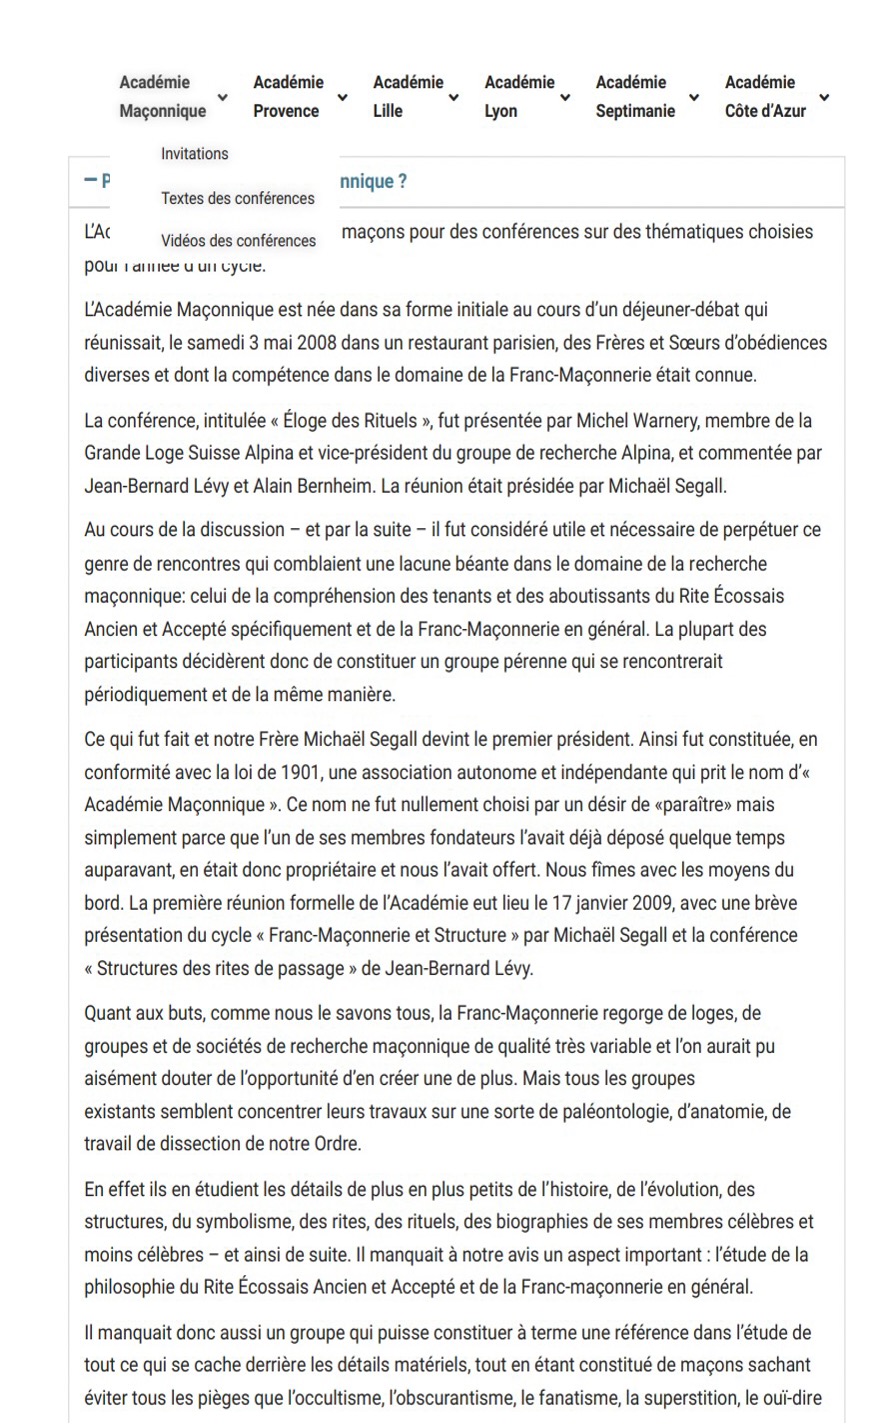 Académie Maçonnique
Académie Provence
Académie Lille
Académie Lyon
Académie Septimanie
Académie Côte d’Azur
Invitations
Textes des conférences
Vidéos des conférences
– P
nnique ?
L’Ac
maçons pour des conférences sur des thématiques choisies
pour l’année d’un cycle.
L’Académie Maçonnique est née dans sa forme initiale au cours d’un déjeuner-débat qui
réunissait, le samedi 3 mai 2008 dans un restaurant parisien, des Frères et Sœurs d’obédiences
diverses et dont la compétence dans le domaine de la Franc-Maçonnerie était connue.
La conférence, intitulée « Éloge des Rituels », fut présentée par Michel Warnery, membre de la
Grande Loge Suisse Alpina et vice-président du groupe de recherche Alpina, et commentée par
Jean-Bernard Lévy et Alain Bernheim. La réunion était présidée par Michaël Segall.
Au cours de la discussion – et par la suite – il fut considéré utile et nécessaire de perpétuer ce
genre de rencontres qui comblaient une lacune béante dans le domaine de la recherche
maçonnique: celui de la compréhension des tenants et des aboutissants du Rite Écossais
Ancien et Accepté spécifiquement et de la Franc-Maçonnerie en général. La plupart des
participants décidèrent donc de constituer un groupe pérenne qui se rencontrerait
périodiquement et de la même manière.
Ce qui fut fait et notre Frère Michaël Segall devint le premier président. Ainsi fut constituée, en
conformité avec la loi de 1901, une association autonome et indépendante qui prit le nom d’«
Académie Maçonnique ». Ce nom ne fut nullement choisi par un désir de «paraître» mais
simplement parce que l’un de ses membres fondateurs l’avait déjà déposé quelque temps
auparavant, en était donc propriétaire et nous l’avait offert. Nous fîmes avec les moyens du
bord. La première réunion formelle de l’Académie eut lieu le 17 janvier 2009, avec une brève
présentation du cycle « Franc-Maçonnerie et Structure » par Michaël Segall et la conférence
« Structures des rites de passage » de Jean-Bernard Lévy.
Quant aux buts, comme nous le savons tous, la Franc-Maçonnerie regorge de loges, de
groupes et de sociétés de recherche maçonnique de qualité très variable et l’on aurait pu
aisément douter de l’opportunité d’en créer une de plus. Mais tous les groupes
existants semblent concentrer leurs travaux sur une sorte de paléontologie, d’anatomie, de
travail de dissection de notre Ordre.
En effet ils en étudient les détails de plus en plus petits de l’histoire, de l’évolution, des
structures, du symbolisme, des rites, des rituels, des biographies de ses membres célèbres et
moins célèbres – et ainsi de suite. Il manquait à notre avis un aspect important : l’étude de la
philosophie du Rite Écossais Ancien et Accepté et de la Franc-maçonnerie en général.
Il manquait donc aussi un groupe qui puisse constituer à terme une référence dans l’étude de
tout ce qui se cache derrière les détails matériels, tout en étant constitué de maçons sachant
éviter tous les pièges que l’occultisme, l’obscurantisme, le fanatisme, la superstition, le ouï-dire